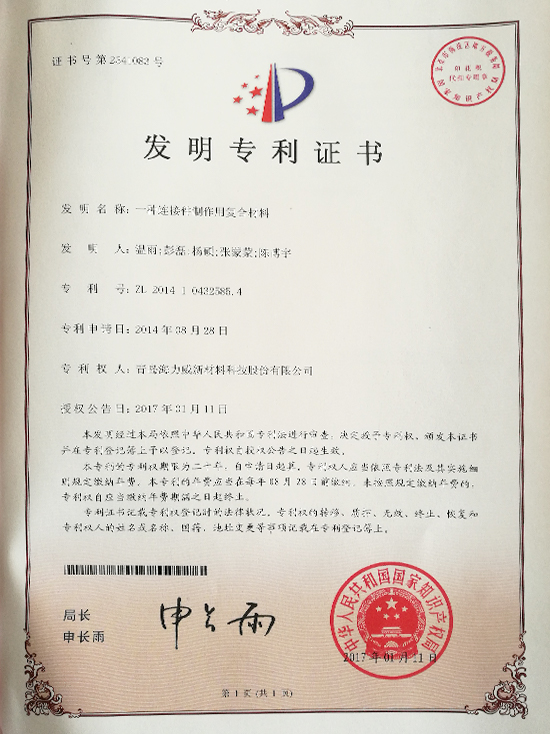 证书号第2341082号
发明专利证书
发明名称：一种连接件制作用复合材料
发明人：温雨;彭磊;杨硕;张豪荣;陈博宇
专利号：ZL 2014 1 0432585.4
专利申请日：2014年08月28日
专利权人：青岛海力威新材料科技股份有限公司
授权公告日：2017年01月11日
本发明经过本局依照中华人民共和国专利法进行审查，决定授予专利权，颁发本证书
并在专利登记簿上予以登记。专利权自授权公告之日起生效。
本专利的专利权期限为二十年，自申请日起算。专利权人应当依照专利法及其实施细
则规定缴纳年费。本专利的年费应当在每年08月28日前缴纳。未按照规定缴纳年费的，
专利权自应当缴纳年费期满之日起终止。
专利证书记载专利权登记时的法律状况。专利权的转移、质押、无效、终止、恢复和
专利权人的姓名或名称、国籍、地址变更等事项记载在专利登记簿上。
局长
申长雨
申长雨
中华人民共和国国家知识产权局
2017年01月11日
第1页(共1页)